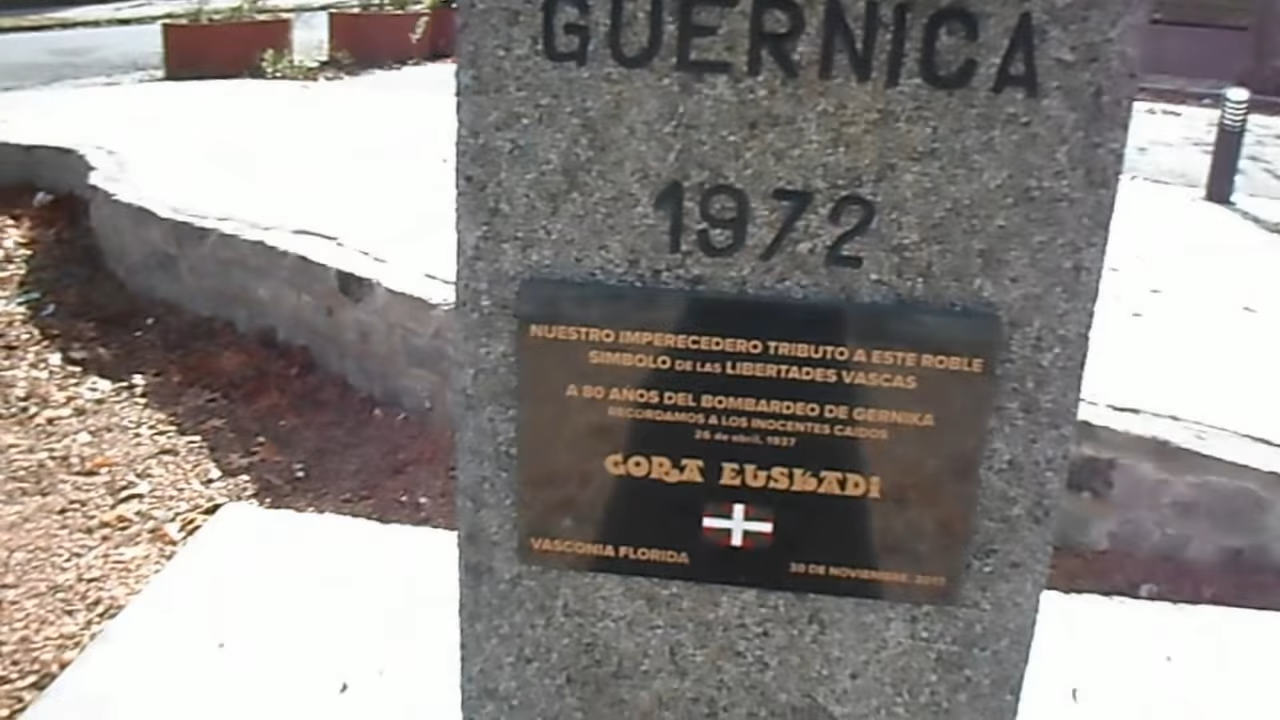 GUERNICA
1972
NUESTRO IMPERECEDERO TRIBUTO A ESTE ROBLE
SIMBOLO DE LAS LIBERTADES VASCAS
A 80 AÑOS DEL BOMBARDEO DE GERNIKA
RECORDAMOS A LOS INOCENTES CAIDOS
26 de abril, 1937
GORA EUSKADI
VASCONIA FLORIDA
30 DE NOVIEMBRE, 2017